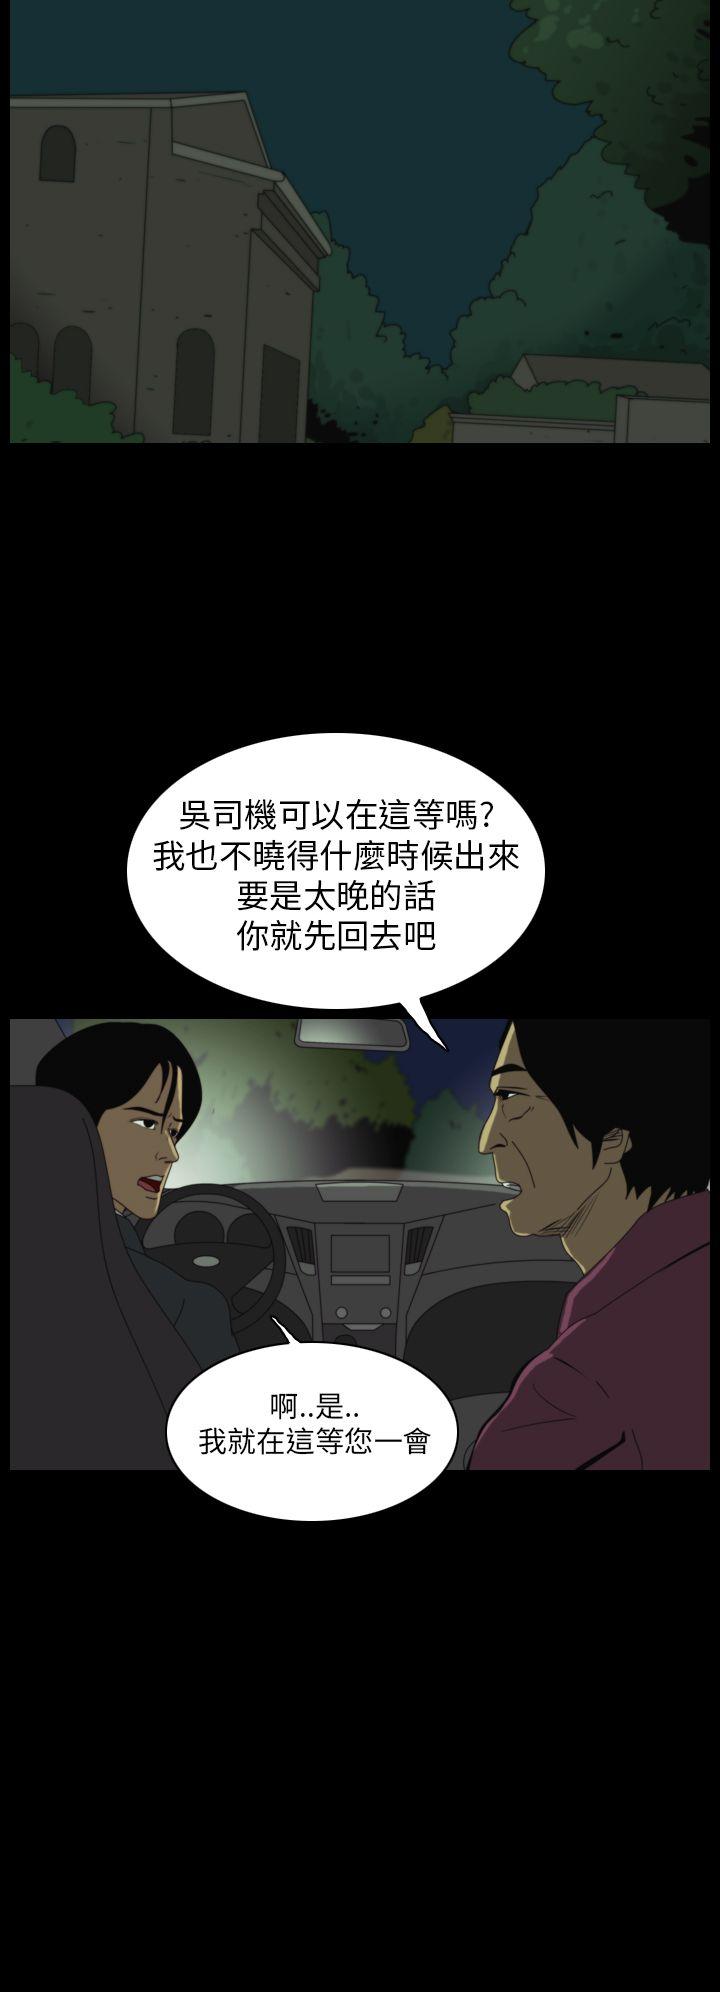 吳司機可以在這等嗎?
我也不曉得什麼時候出來
要是太晚的話
你就先回去吧
啊..是..
我就在這等您一會